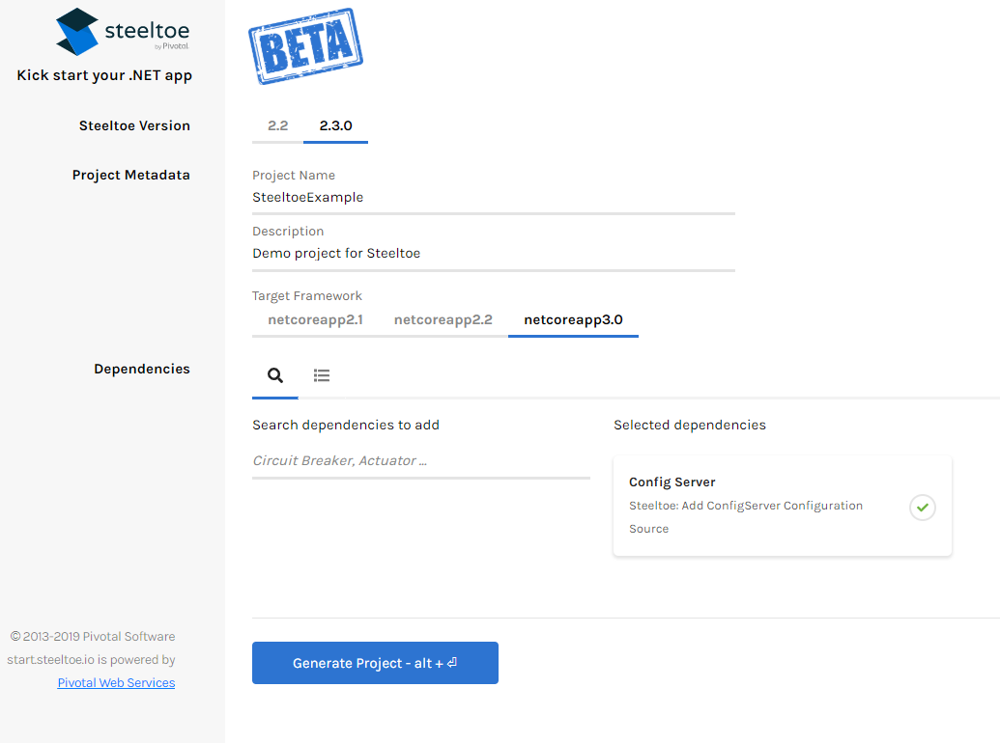 steeltoe
by Pivotal.
Kick start your .NET app
BETA
Steeltoe Version
2.2 2.3.0
Project Metadata
Project Name
SteeltoeExample
Description
Demo project for Steeltoe
Target Framework
netcoreapp2.1 netcoreapp2.2 netcoreapp3.0
Dependencies
Search dependencies to add
Circuit Breaker, Actuator ...
Selected dependencies
Config Server
Steeltoe: Add ConfigServer Configuration
Source
© 2013-2019 Pivotal Software
start.steeltoe.io is powered by
Pivotal Web Services
Generate Project - alt + ⏎